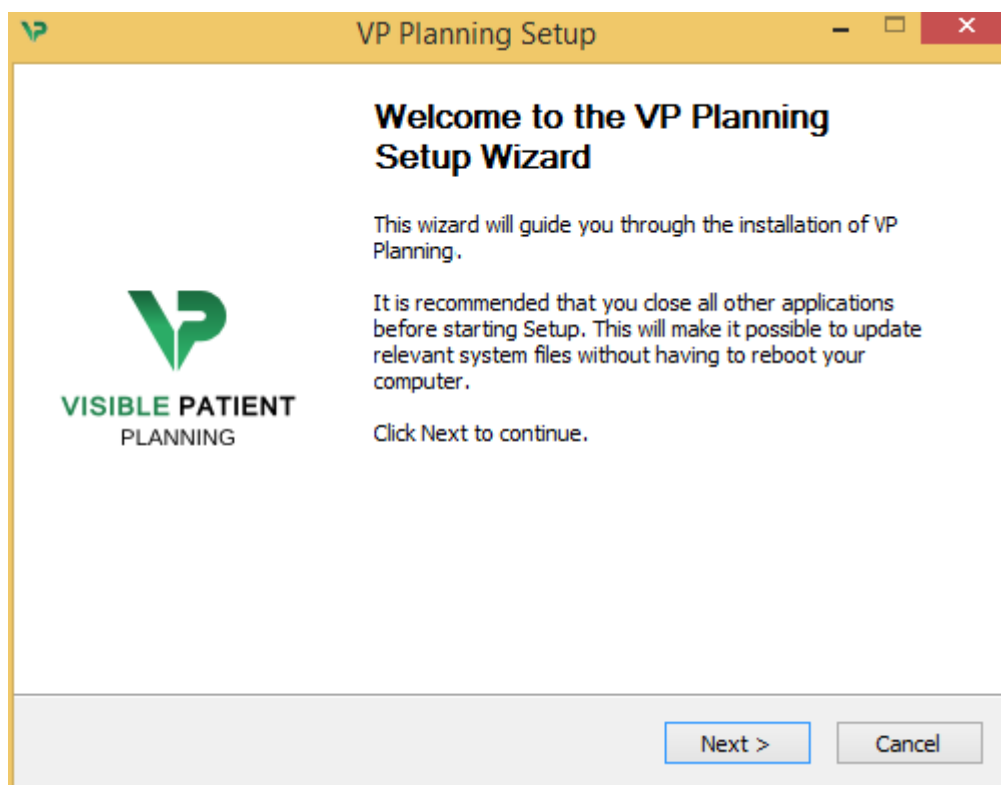 VP Planning Setup
Welcome to the VP Planning
Setup Wizard
This wizard will guide you through the installation of VP
Planning.
It is recommended that you close all other applications
before starting Setup. This will make it possible to update
relevant system files without having to reboot your
computer.
Click Next to continue.
VISIBLE PATIENT
PLANNING
Next >
Cancel